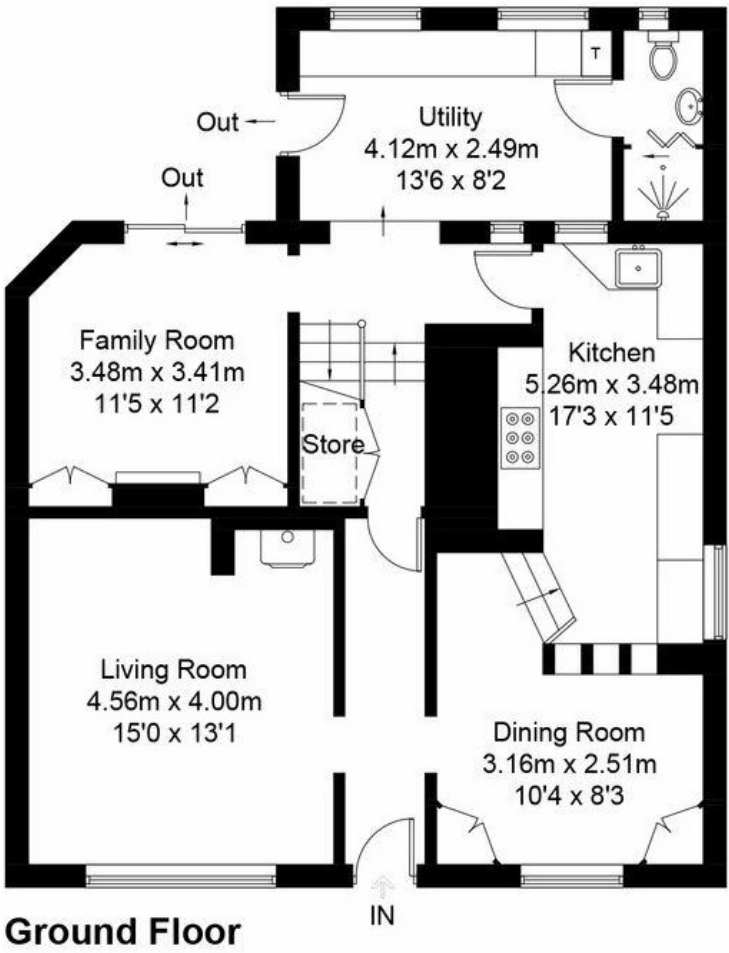 T
Utility
4.12m x 2.49m
13'6 x 8'2
Out
Out
Family Room
3.48m x 3.41m
11'5 x 11'2
Kitchen
5.26m x 3.48m
17'3 x 11'5
Store
Living Room
4.56m x 4.00m
15'0 x 13'1
Dining Room
3.16m x 2.51m
10'4 x 8'3
IN
Ground Floor